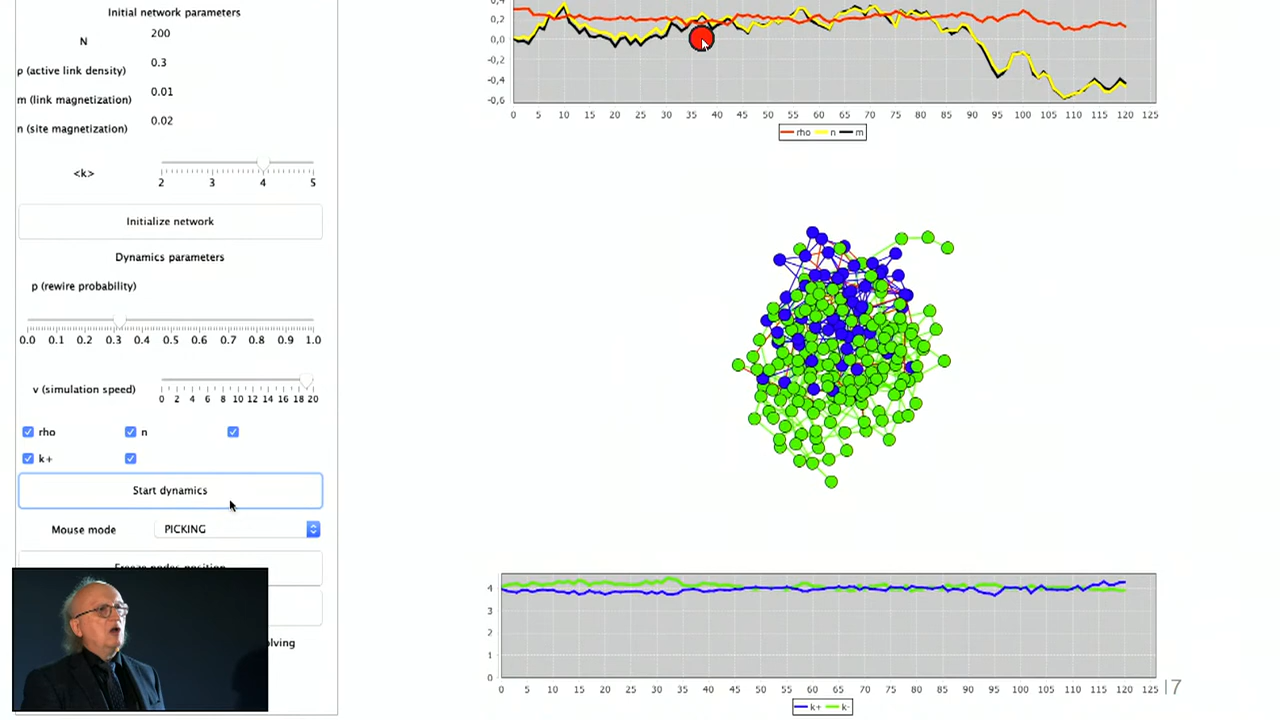 Initial network parameters
N 200
ρ (active link density) 0.3
m (link magnetization) 0.01
n (site magnetization) 0.02
<k>
2 3 4 5
Initialize network
Dynamics parameters
p (rewire probability)
0.0 0.1 0.2 0.3 0.4 0.5 0.6 0.7 0.8 0.9 1.0
v (simulation speed)
0 2 4 6 8 10 12 14 16 18 20
rho n
k+
Start dynamics
Mouse mode PICKING
Freeze nodes position
olving
0,4
0,2
0,0
-0,2
-0,4
-0,6
0 5 10 15 20 25 30 35 40 45 50 55 60 65 70 75 80 85 90 95 100 105 110 115 120 125
rho n m
4
3
2
1
0
0 5 10 15 20 25 30 35 40 45 50 55 60 65 70 75 80 85 90 95 100 105 110 115 120 125
k+ k-
17